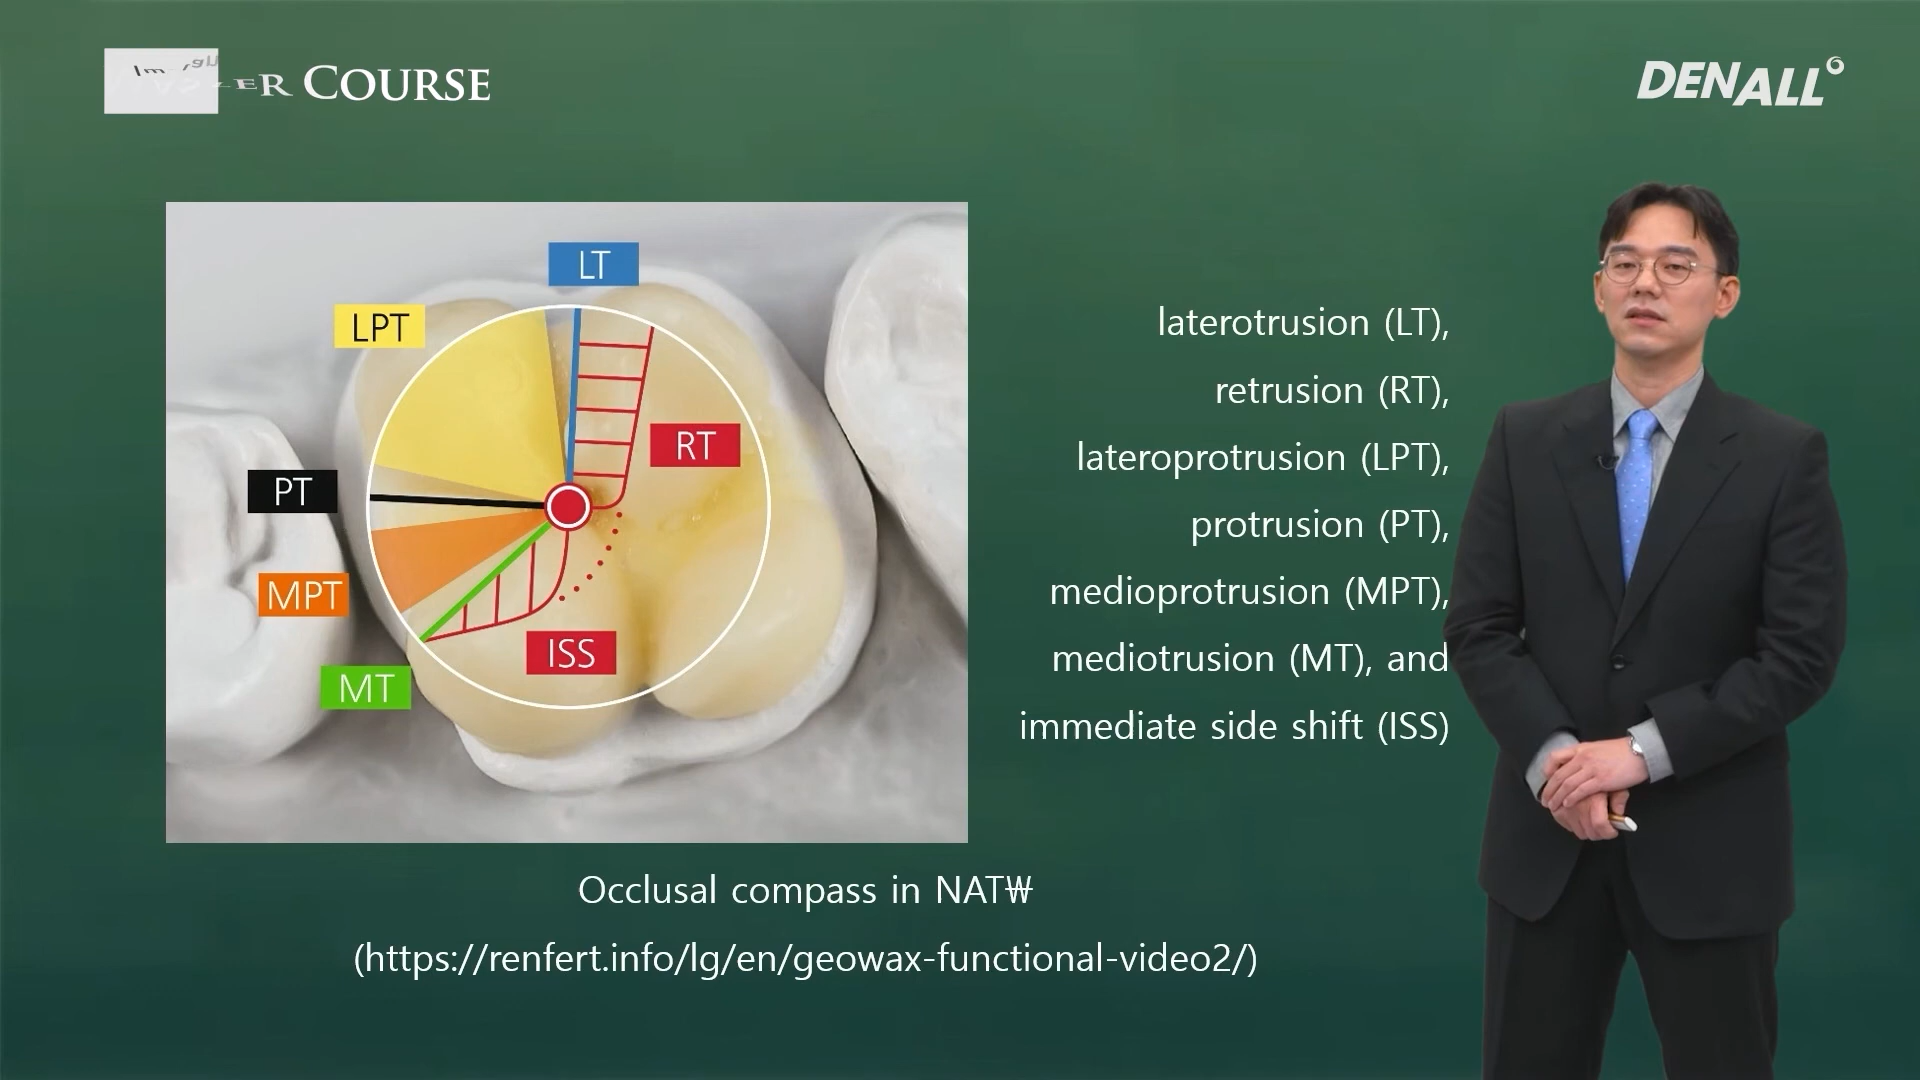 COURSE
DENALL
LT
LPT
RT
PT
MPT
ISS
MT
laterotrusion (LT),
retrusion (RT),
lateroprotrusion (LPT),
protrusion (PT),
medioprotrusion (MPT),
mediotrusion (MT), and
immediate side shift (ISS)
Occlusal compass in NAT₩
(https://renfert.info/lg/en/geowax-functional-video2/)